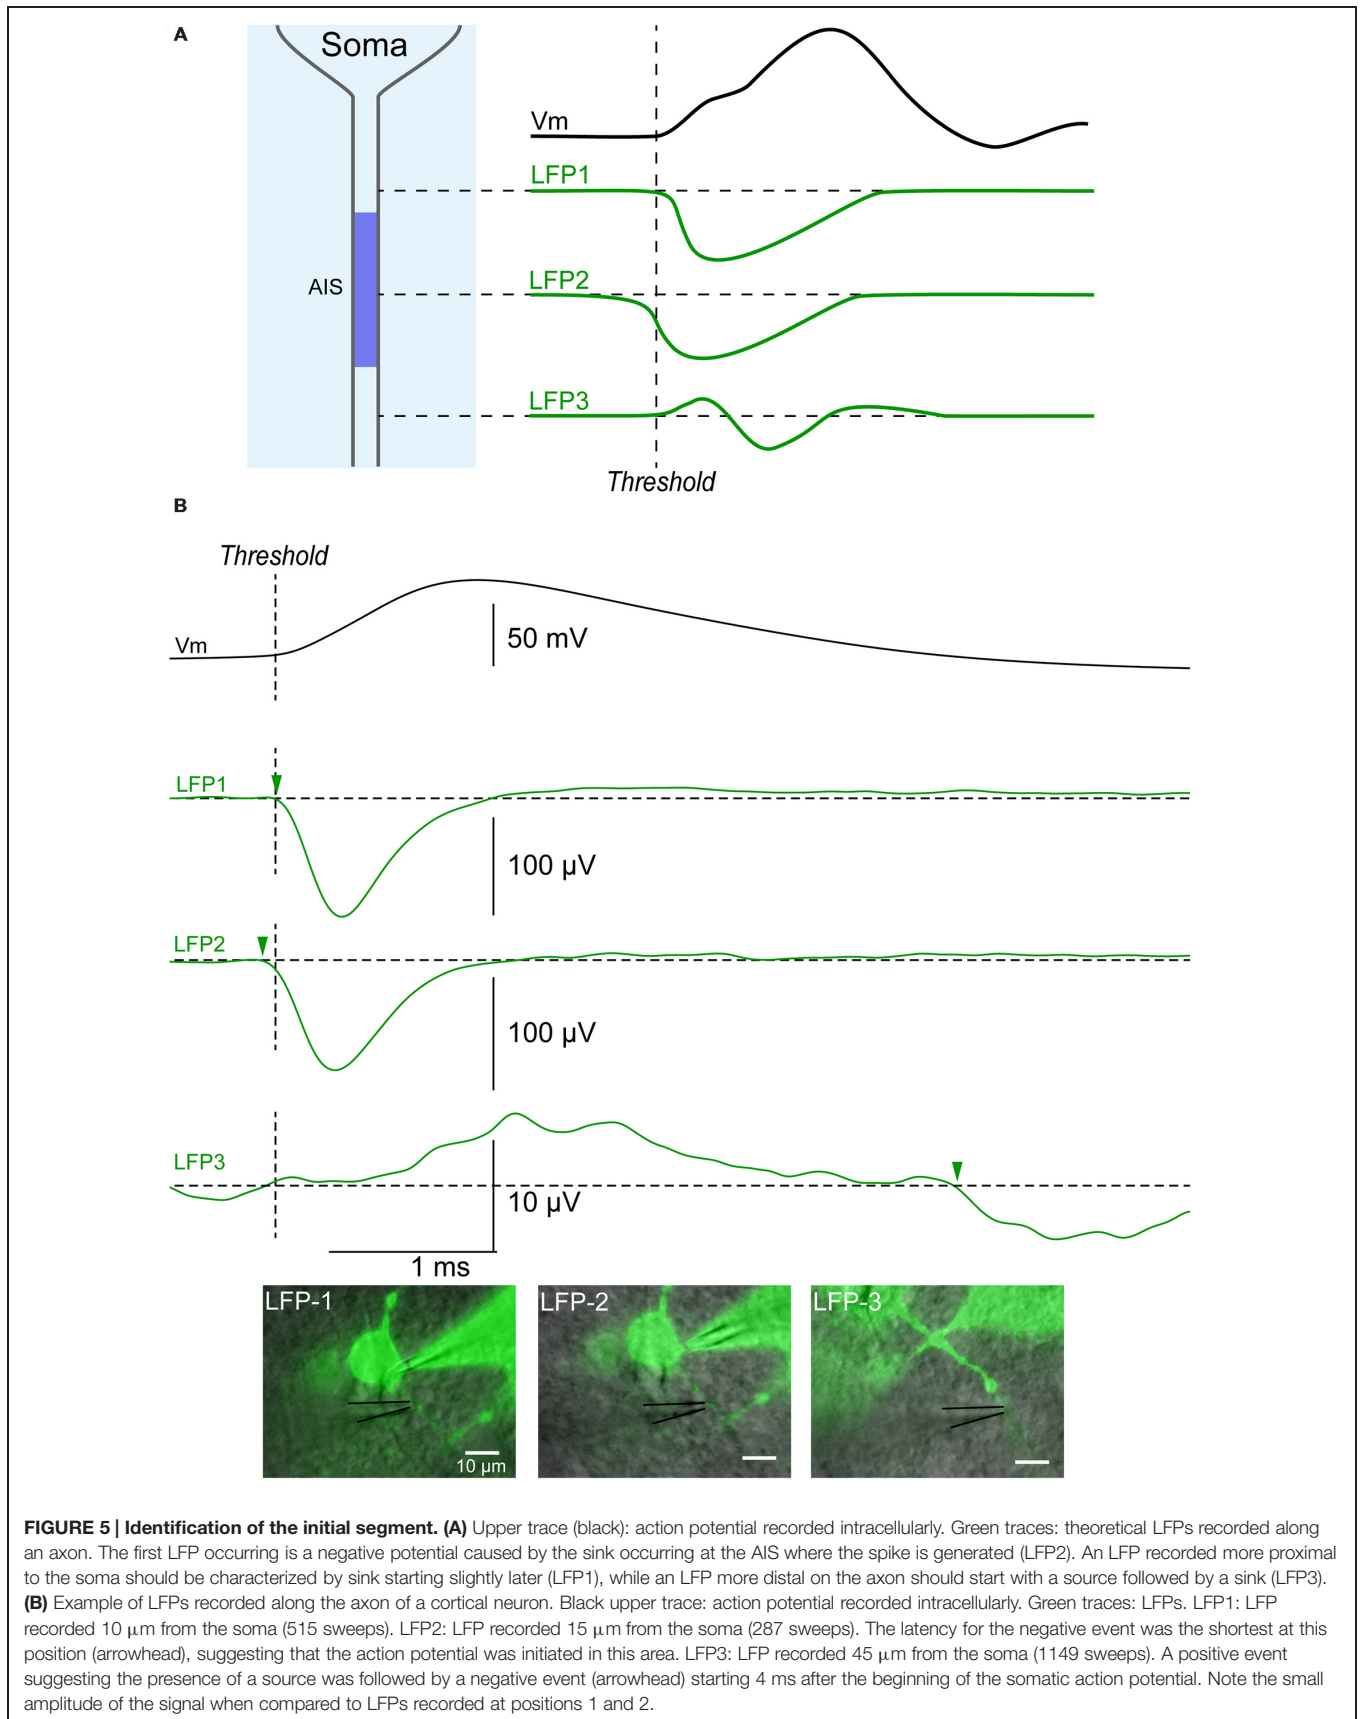 A
Soma
Vm
LFP1
AIS
LFP2
LFP3
Threshold
B
Threshold
Vm
50 mV
LFP1
100 µV
LFP2
100 µV
LFP3
10 µV
1 ms
LFP-1
LFP-2
LFP-3
10 µm
FIGURE 5 | Identification of the initial segment. (A) Upper trace (black): action potential recorded intracellularly. Green traces: theoretical LFPs recorded along
an axon. The first LFP occurring is a negative potential caused by the sink occurring at the AIS where the spike is generated (LFP2). An LFP recorded more proximal
to the soma should be characterized by sink starting slightly later (LFP1), while an LFP more distal on the axon should start with a source followed by a sink (LFP3).
(B) Example of LFPs recorded along the axon of a cortical neuron. Black upper trace: action potential recorded intracellularly. Green traces: LFPs. LFP1: LFP
recorded 10 µm from the soma (515 sweeps). LFP2: LFP recorded 15 µm from the soma (287 sweeps). The latency for the negative event was the shortest at this
position (arrowhead), suggesting that the action potential was initiated in this area. LFP3: LFP recorded 45 µm from the soma (1149 sweeps). A positive event
suggesting the presence of a source was followed by a negative event (arrowhead) starting 4 ms after the beginning of the somatic action potential. Note the small
amplitude of the signal when compared to LFPs recorded at positions 1 and 2.